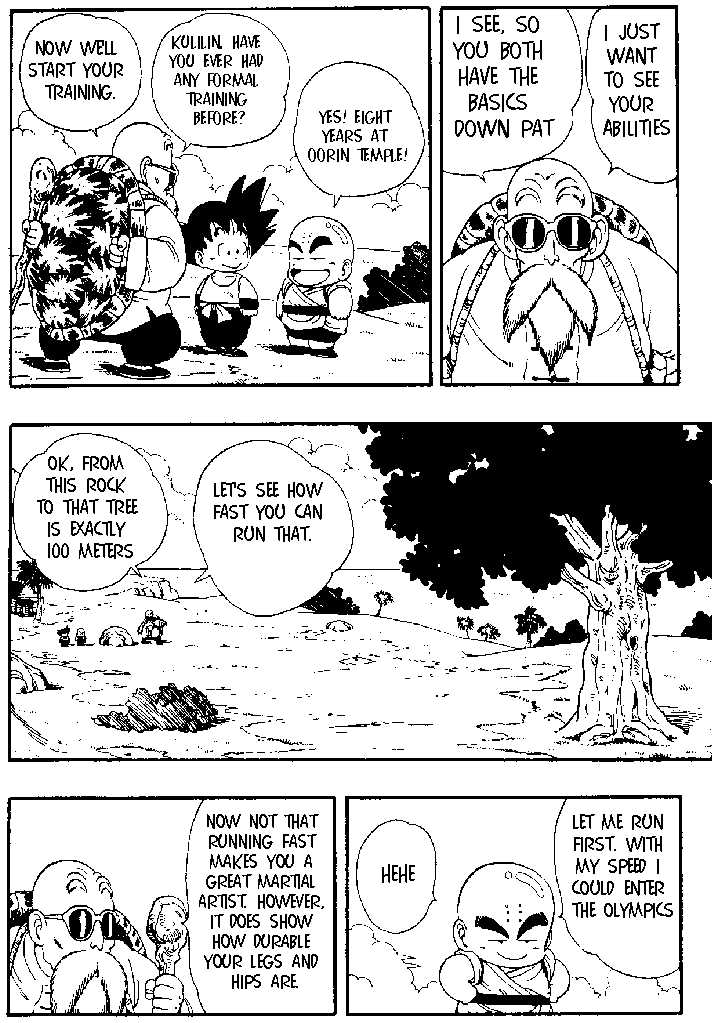 NOW WELL
START YOUR
TRAINING.
KULILIN, HAVE
YOU EVER HAD
ANY FORMAL
TRAINING
BEFORE?
YES! EIGHT
YEARS AT
OORIN TEMPLE!
I SEE, SO
YOU BOTH
HAVE THE
BASICS
DOWN PAT
I JUST
WANT
TO SEE
YOUR
ABILITIES
OK, FROM
THIS ROCK
TO THAT TREE
IS EXACTLY
100 METERS
LET'S SEE HOW
FAST YOU CAN
RUN THAT.
NOW NOT THAT
RUNNING FAST
MAKES YOU A
GREAT MARTIAL
ARTIST. HOWEVER,
IT DOES SHOW
HOW DURABLE
YOUR LEGS AND
HIPS ARE.
HEHE
LET ME RUN
FIRST. WITH
MY SPEED I
COULD ENTER
THE OLYMPICS